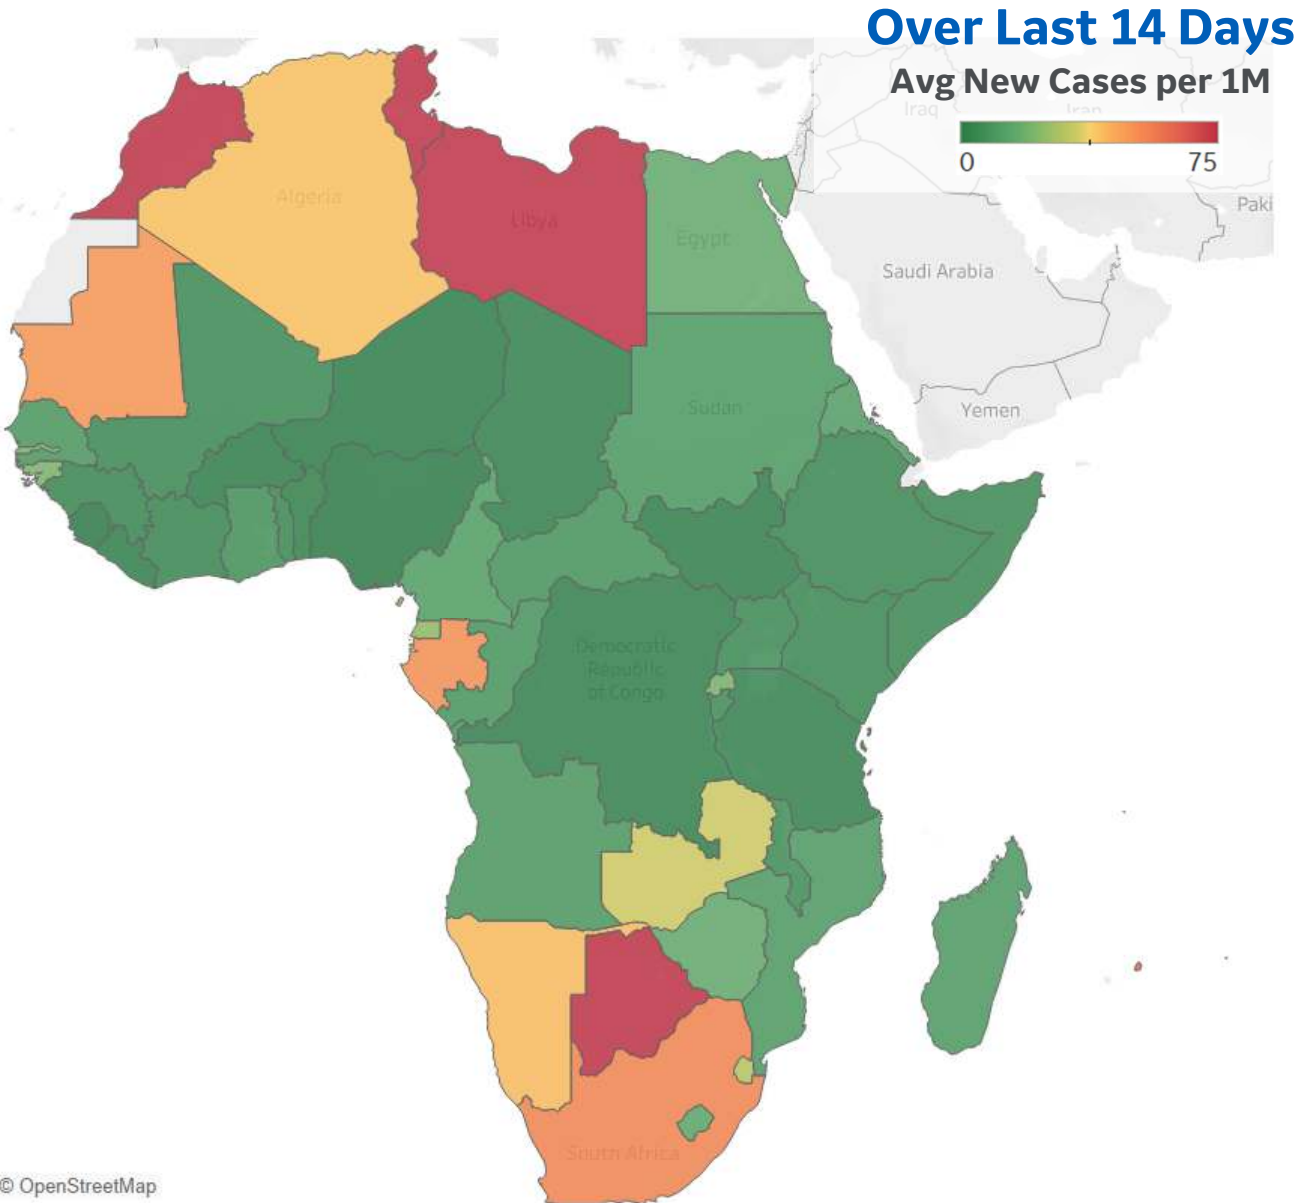 Over Last 14 Days
Avg New Cases per 1M
Iraq
Iran
0
75
Paki
Algeria
Libya
Egypt
Saudi Arabia
Sudan
Yemen
Democratic
Republic
of Congo
South Africa
© OpenStreetMap